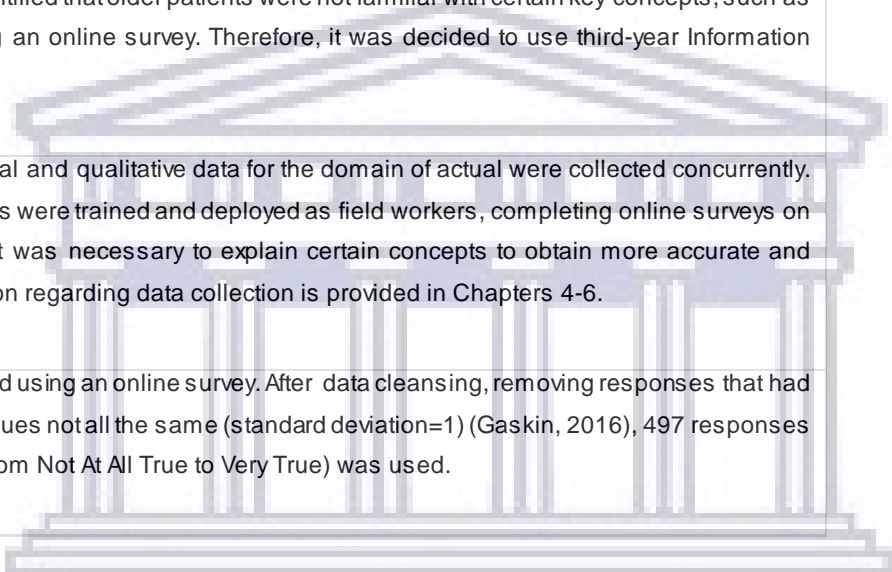 that older patients were not familiar with certain key concepts, such as
an online survey. Therefore, it was decided to use third-year Information
and qualitative data for the domain of actual were collected concurrently.
were trained and deployed as field workers, completing online surveys on
was necessary to explain certain concepts to obtain more accurate and
regarding data collection is provided in Chapters 4-6.
using an online survey. After data cleansing, removing responses that had
not all the same (standard deviation=1) (Gaskin, 2016), 497 responses
Not At All True to Very True) was used.